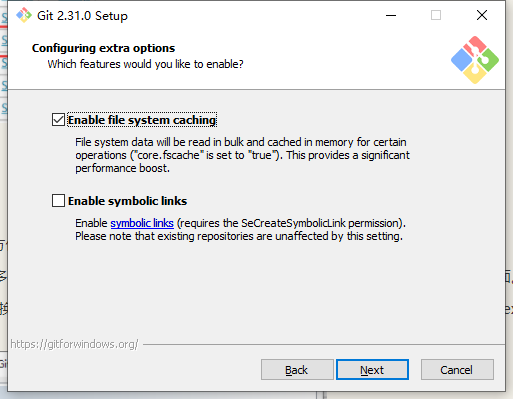 Git 2.31.0 Setup
Configuring extra options
Which features would you like to enable?
Enable file system caching
File system data will be read in bulk and cached in memory for certain
operations ("core.fscache" is set to "true"). This provides a significant
performance boost.
Enable symbolic links
Enable symbolic links (requires the SeCreateSymbolicLink permission).
Please note that existing repositories are unaffected by this setting.
https://gitforwindows.org/
Back
Next
Cancel